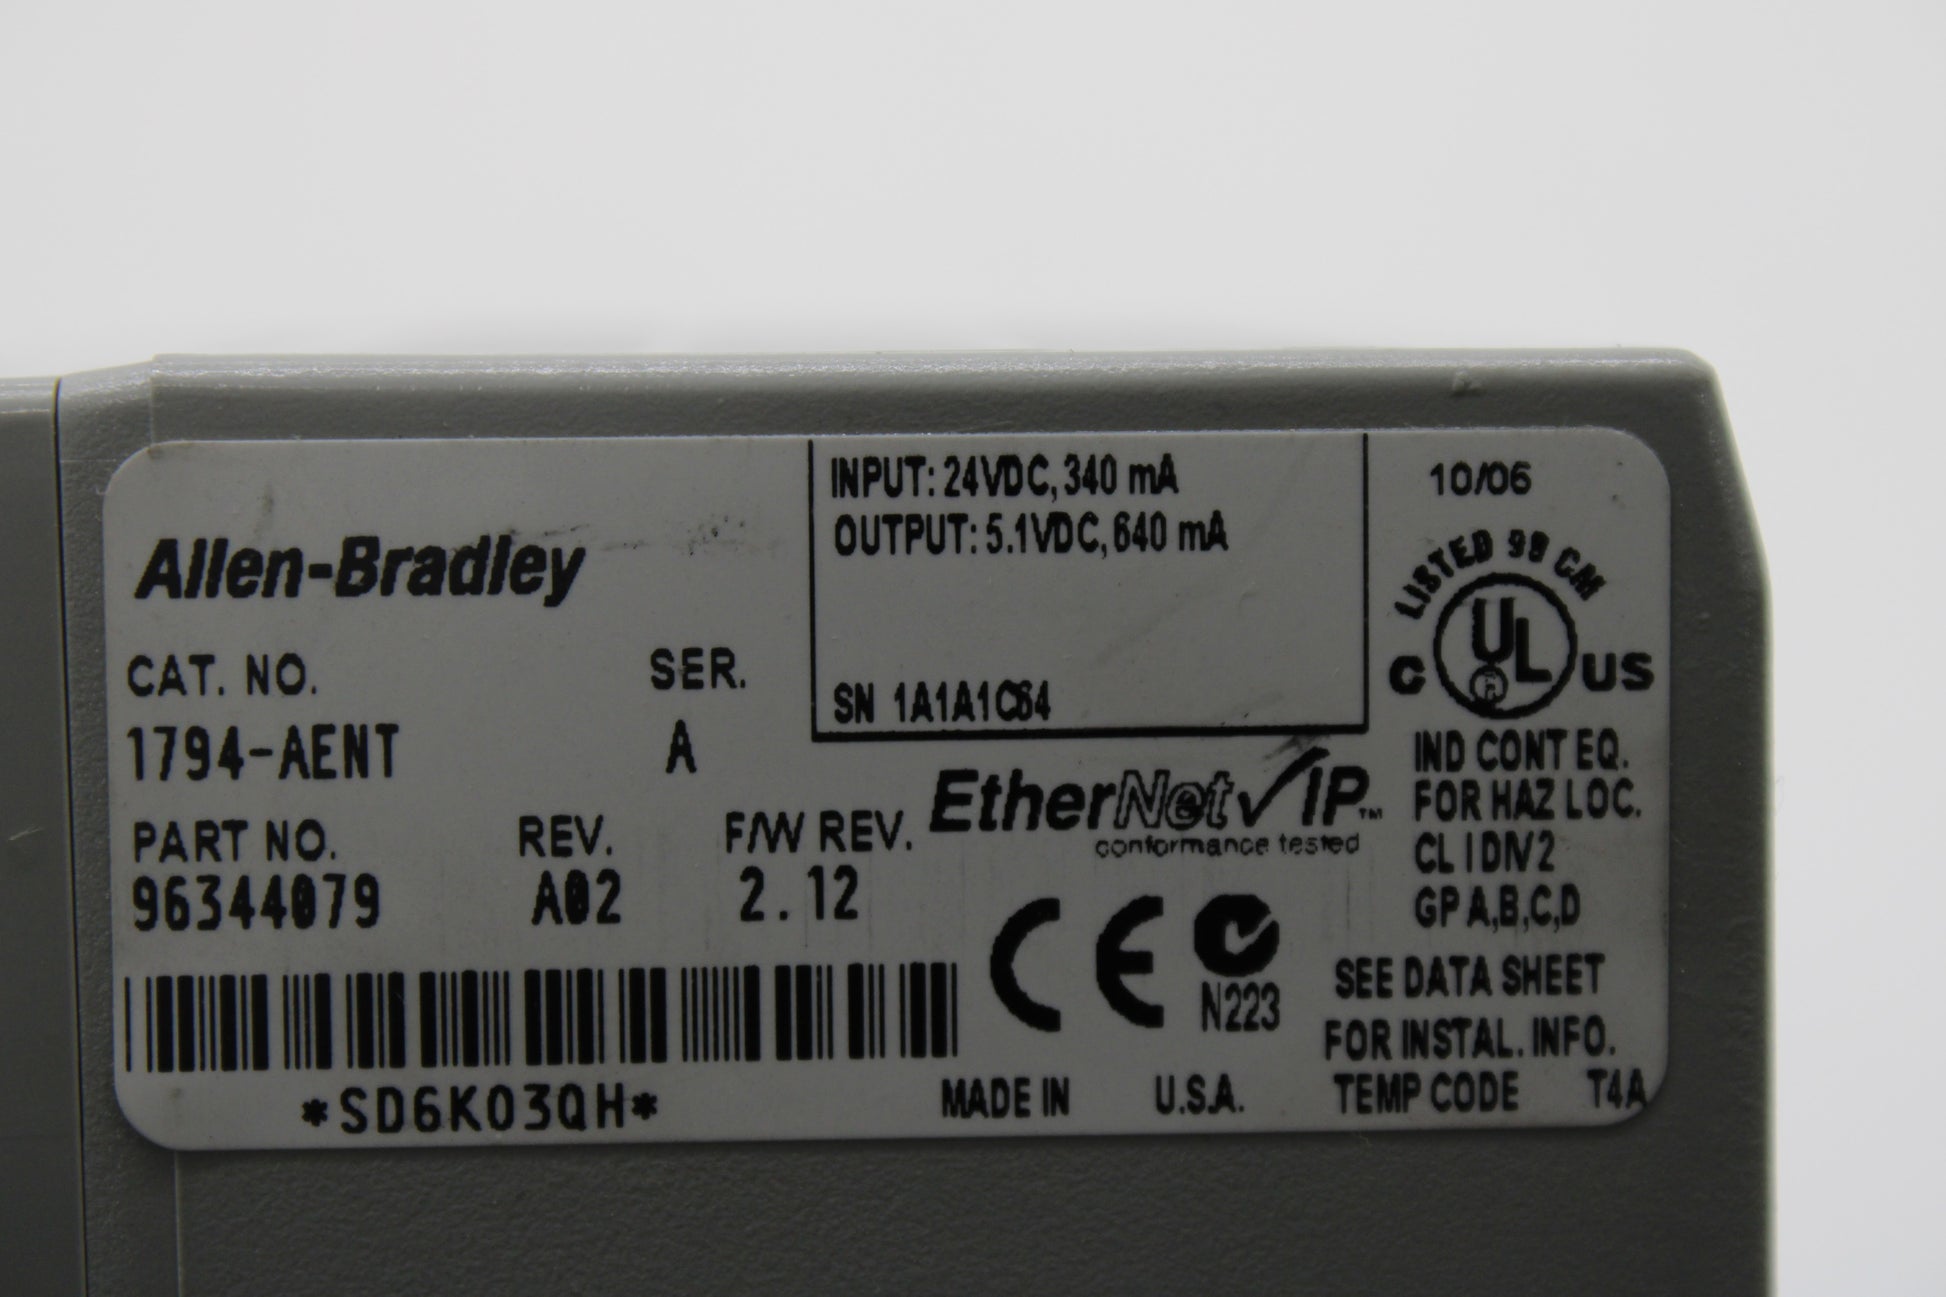 Allen-Bradley
CAT. NO. SER.
1794-AENT A
PART NO. REV. F/W REV.
96344079 A02 2.12
*SD6K03QH*
INPUT: 24VDC, 340 mA
OUTPUT: 5.1VDC, 640 mA
SN
EtherNet/IP™
conformance tested
CE
N223
MADE IN U.S.A.
10/06
LISTED 99 CM
C UL US
IND CONT EQ.
FOR HAZ LOC.
CL I DIV 2
GP A,B,C,D
SEE DATA SHEET
FOR INSTAL. INFO.
TEMP CODE T4A